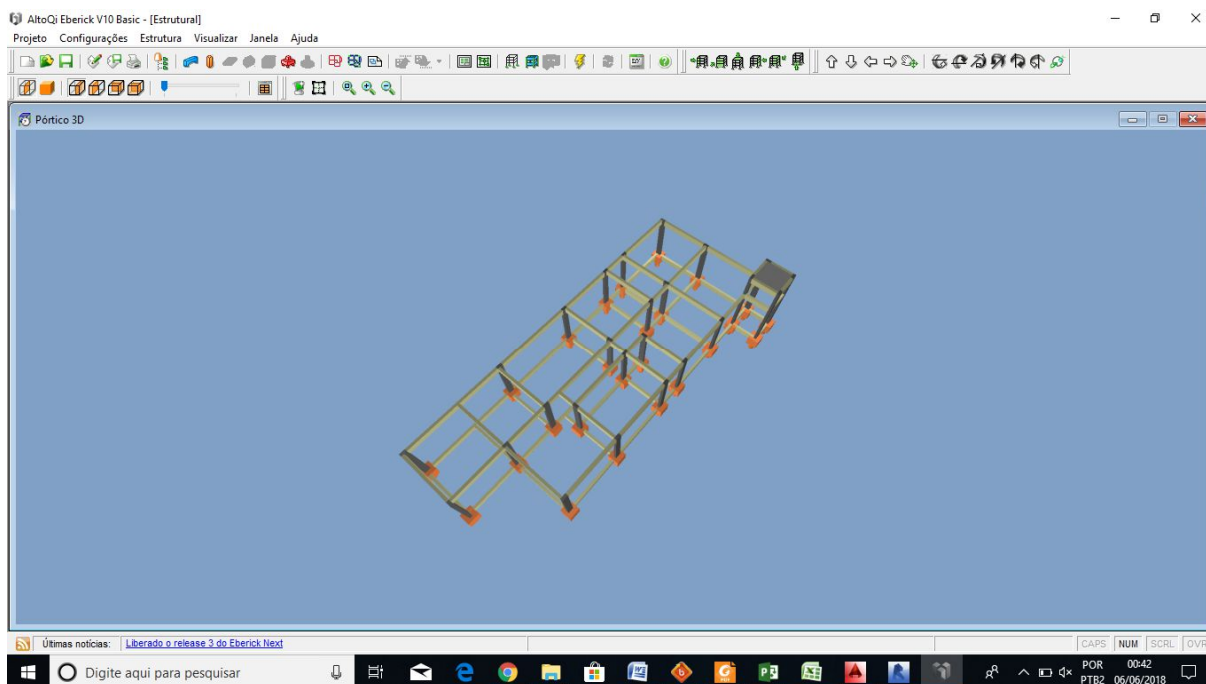 AltoQi Eberick V10 Basic - [Estrutural]
Projeto Configurações Estrutura Visualizar Janela Ajuda
Pórtico 3D
Últimas notícias: Liberado o release 3 do Eberick Next
CAPS NUM SCRL OVR
Digite aqui para pesquisar
POR 00:42
PTB2 06/06/2018